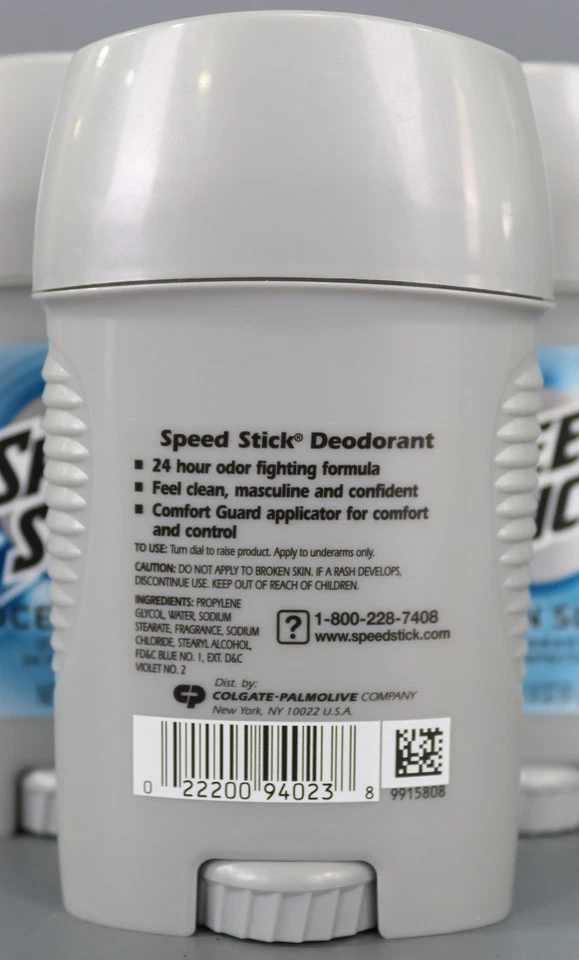 Speed Stick® Deodorant
■ 24 hour odor fighting formula
■ Feel clean, masculine and confident
■ Comfort Guard applicator for comfort
and control
TO USE: Turn dial to raise product. Apply to underarms only.
CAUTION: DO NOT APPLY TO BROKEN SKIN. IF A RASH DEVELOPS,
DISCONTINUE USE. KEEP OUT OF REACH OF CHILDREN.
INGREDIENTS: PROPYLENE
GLYCOL, WATER, SODIUM
STEARATE, FRAGRANCE, SODIUM
CHLORIDE, STEARYL ALCOHOL,
FD&C BLUE NO. 1, EXT. D&C
VIOLET NO. 2
?
1-800-228-7408
www.speedstick.com
Dist. by:
CP COLGATE-PALMOLIVE COMPANY
New York, NY 10022 U.S.A.
0 22200 94023 8
9915808